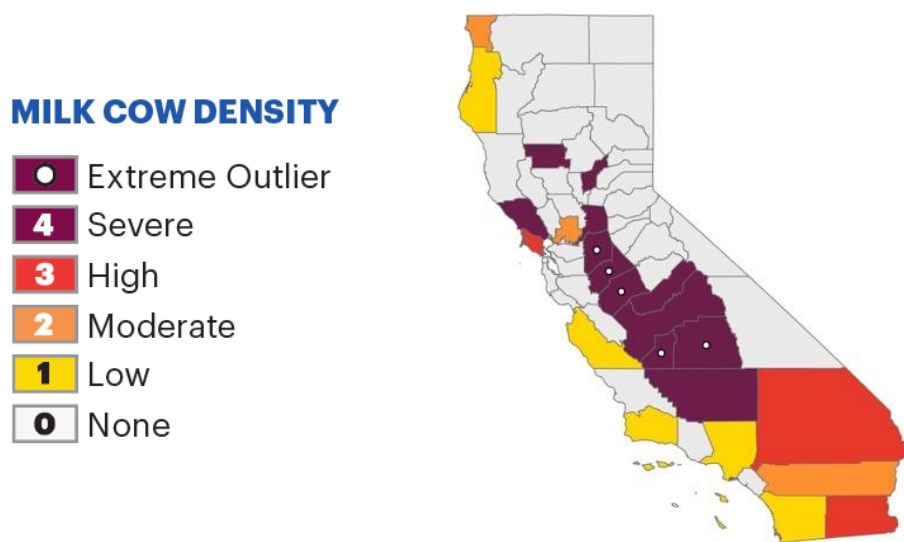 MILK COW DENSITY
Extreme Outlier
4 Severe
3 High
2 Moderate
1 Low
0 None